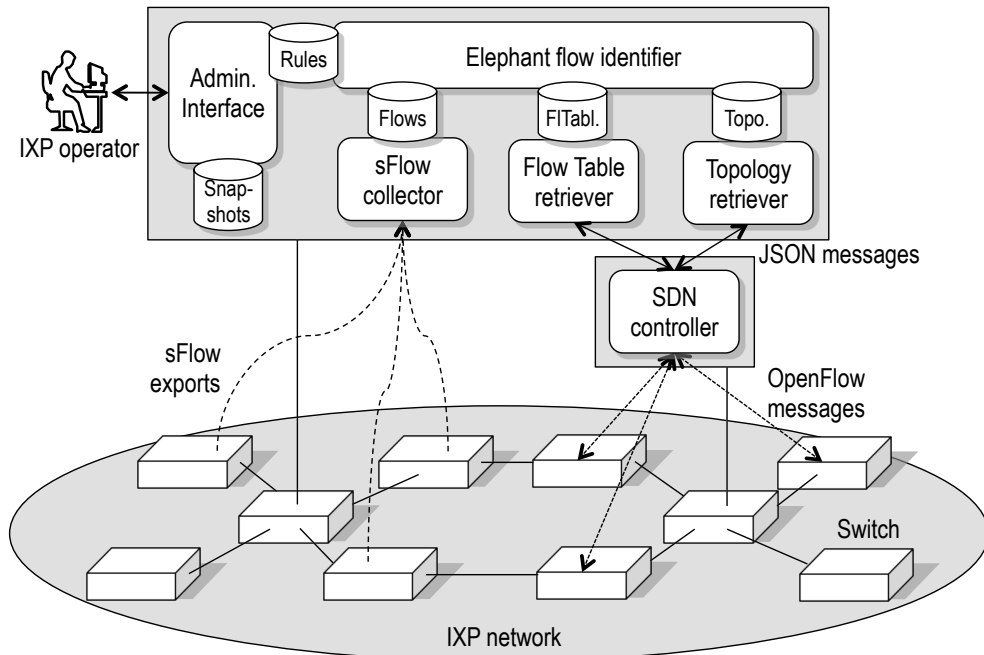 Rules
Elephant flow identifier
Admin.
Interface
IXP operator
Flows
FlTabl.
Topo.
Snap-
shots
sFlow
collector
Flow Table
retriever
Topology
retriever
JSON messages
SDN
controller
sFlow
exports
OpenFlow
messages
Switch
IXP network